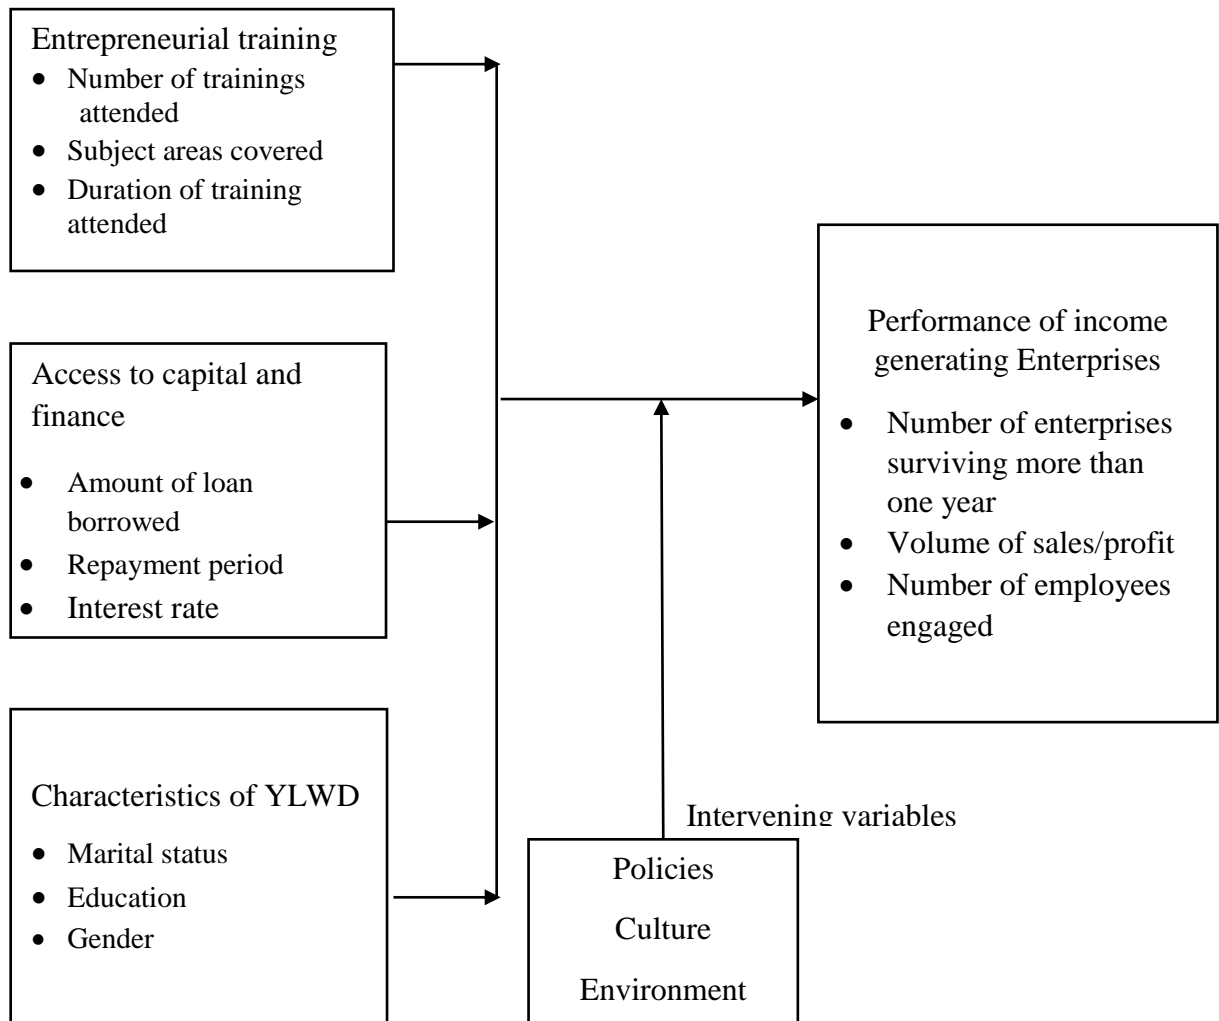 Entrepreneurial training
• Number of trainings
attended
• Subject areas covered
• Duration of training
attended
Access to capital and
finance
• Amount of loan
borrowed
• Repayment period
• Interest rate
Characteristics of YLWD
• Marital status
• Education
• Gender
Performance of income
generating Enterprises
• Number of enterprises
surviving more than
one year
• Volume of sales/profit
• Number of employees
engaged
Intervening variables
Policies
Culture
Environment